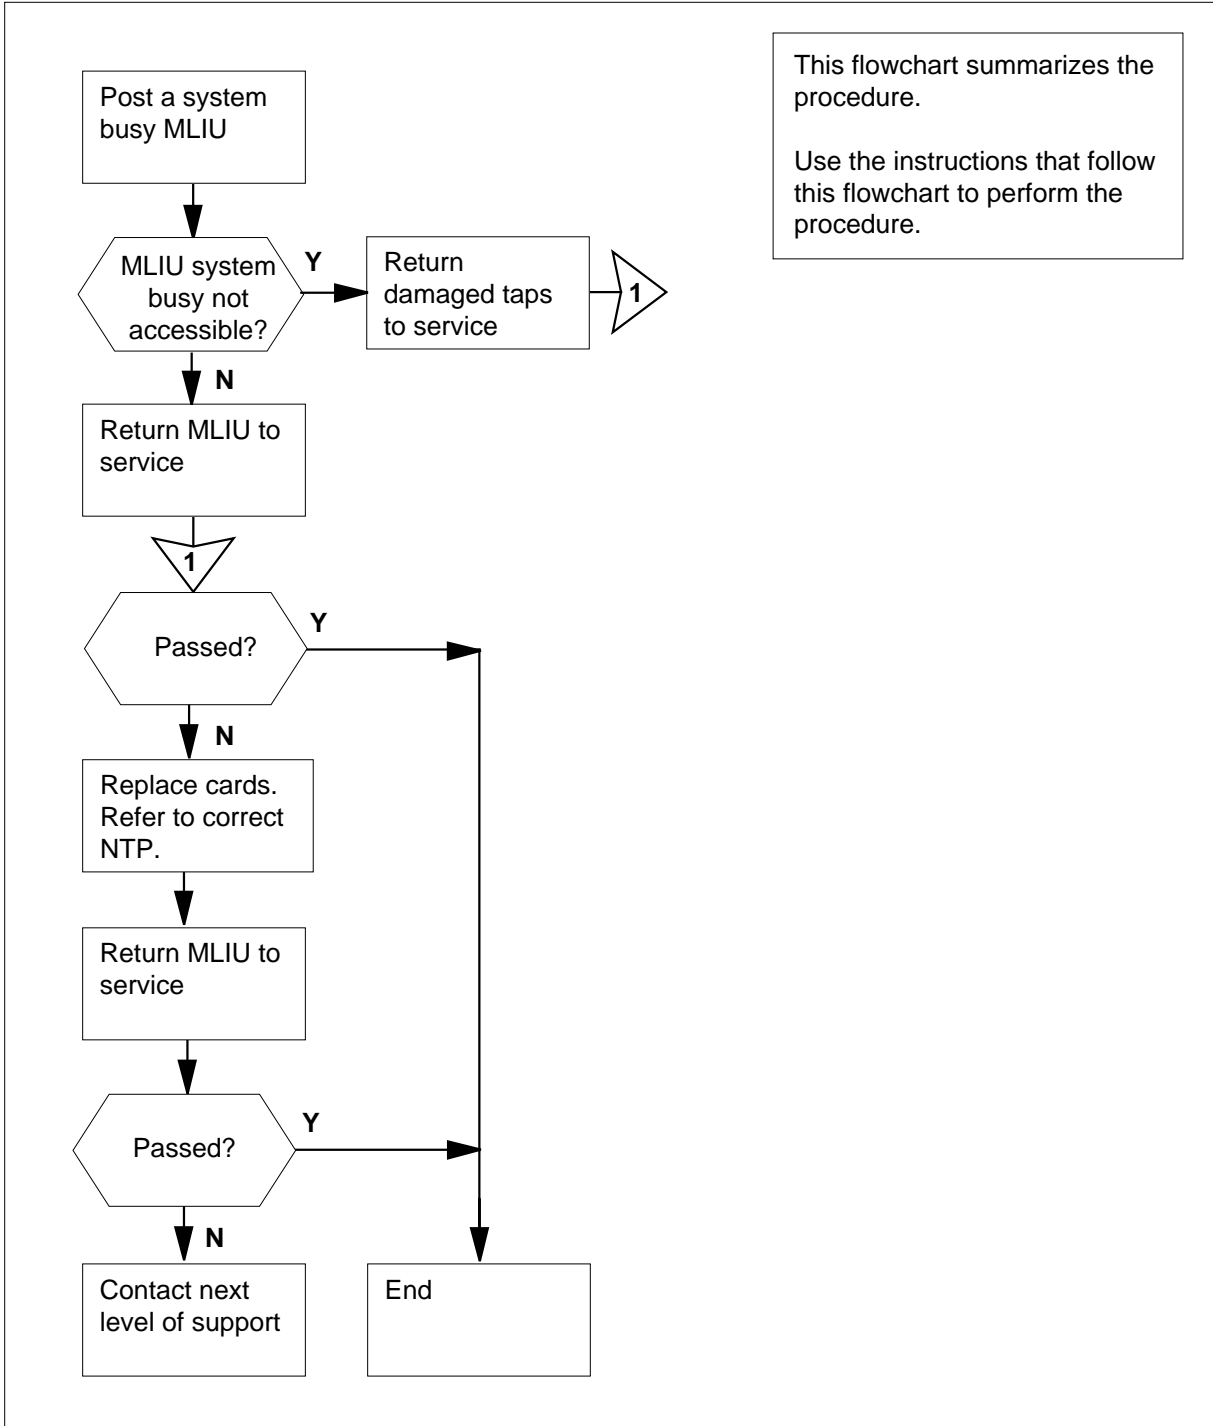 Post a system
busy MLIU
This flowchart summarizes the
procedure.
Use the instructions that follow
this flowchart to perform the
procedure.
MLIU system
busy not
accessible?
Y
Return
damaged taps
to service
1
N
Return MLIU to
service
1
Passed?
Y
N
Replace cards.
Refer to correct
NTP.
Return MLIU to
service
Passed?
Y
N
Contact next
level of support
End